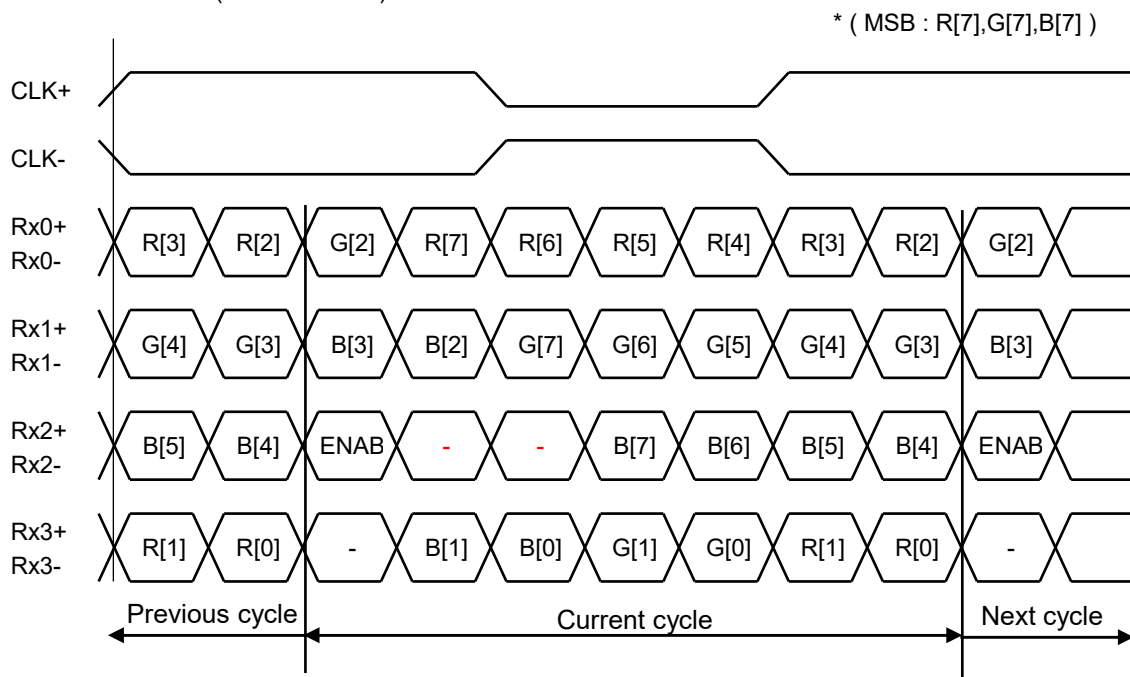 * ( MSB : R[7],G[7],B[7] )
CLK+
CLK-
Rx0+
Rx0-
R[3] R[2] G[2] R[7] R[6] R[5] R[4] R[3] R[2] G[2]
Rx1+
Rx1-
G[4] G[3] B[3] B[2] G[7] G[6] G[5] G[4] G[3] B[3]
Rx2+
Rx2-
B[5] B[4] ENAB - - B[7] B[6] B[5] B[4] ENAB
Rx3+
Rx3-
R[1] R[0] - B[1] B[0] G[1] G[0] R[1] R[0] -
Previous cycle Current cycle Next cycle